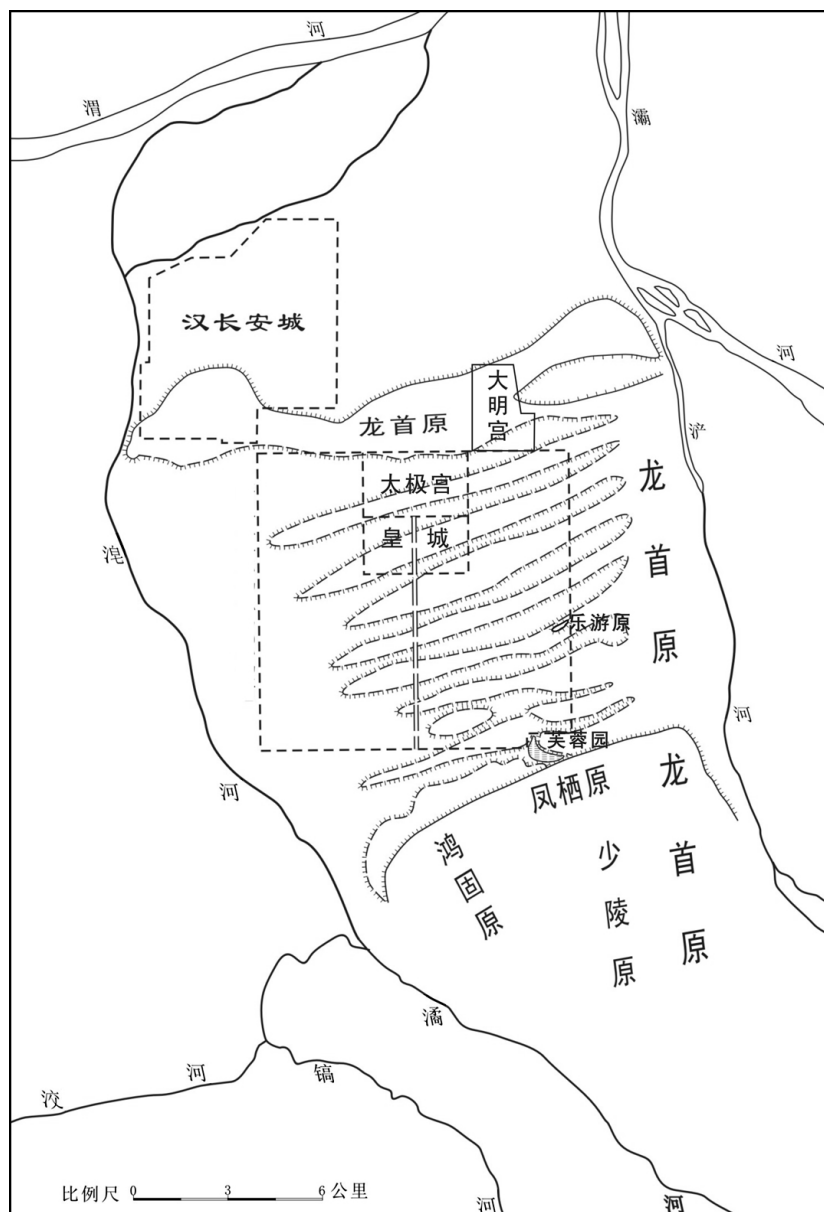 渭
河
灞
河
汉长安城
大明宫
龙首原
浐
龙首原
太极宫
皇城
洰
乐游原
河
芙蓉园
凤栖原
龙首原
河
鸿固原
少陵原
潏
河
镐
洨
比例尺 0 3 6 公里
河
河